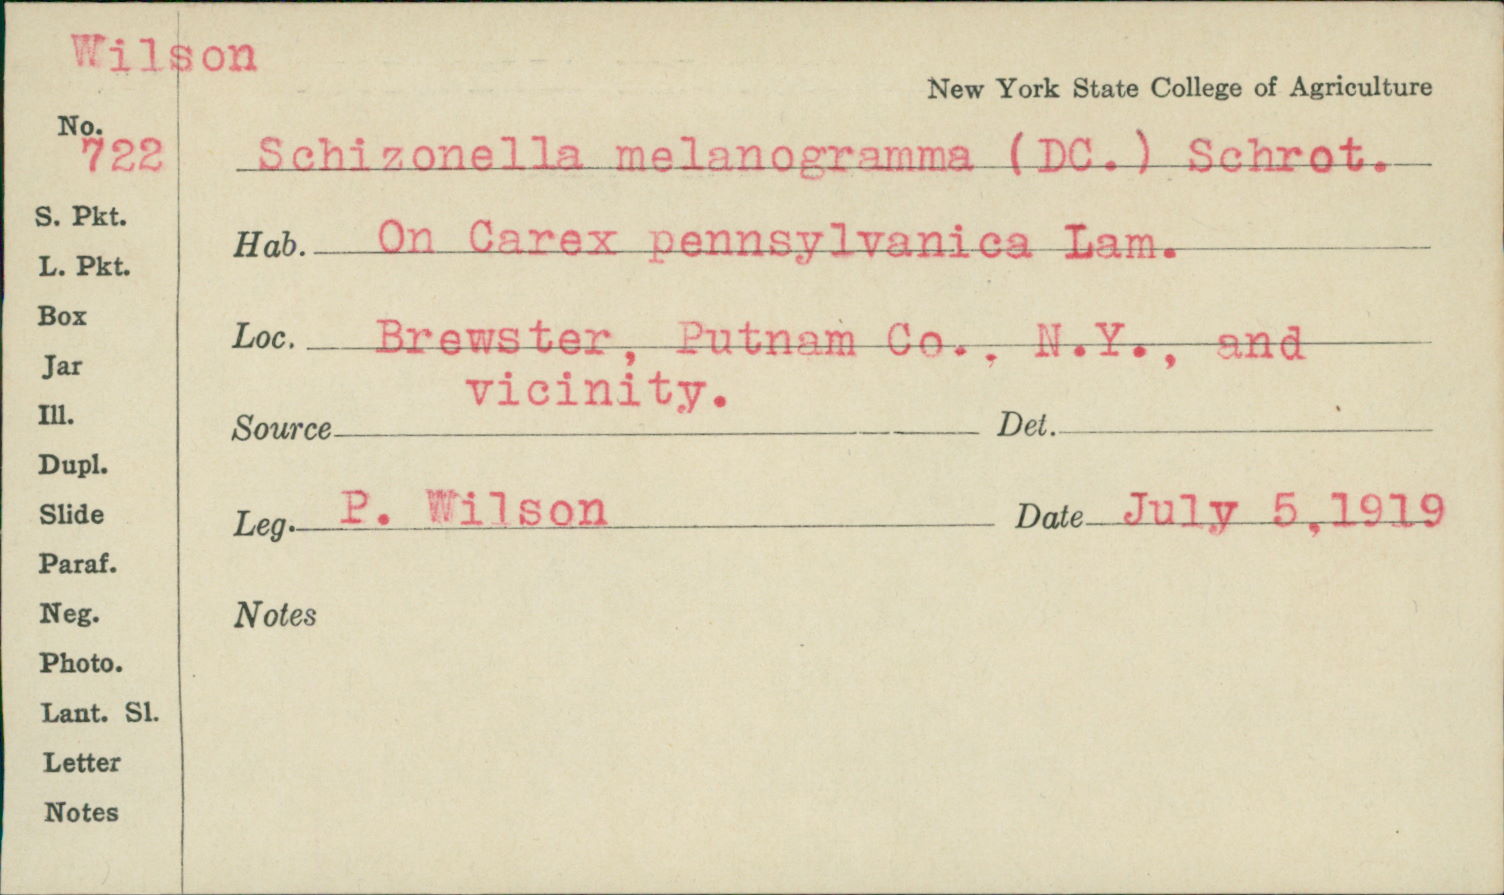 Wilson
New York State College of Agriculture
No.
722
Schizonella melanogramma (DC.) Schrot.
S. Pkt.
Hab. On Carex pennsylvanica Lam.
L. Pkt.
Box
Loc. Brewster, Putnam Co., N.Y., and
Jar
vicinity.
Ill.
Source Det.
Dupl.
Slide
Leg. P. Wilson Date July 5,1919
Paraf.
Neg.
Notes
Photo.
Lant. Sl.
Letter
Notes